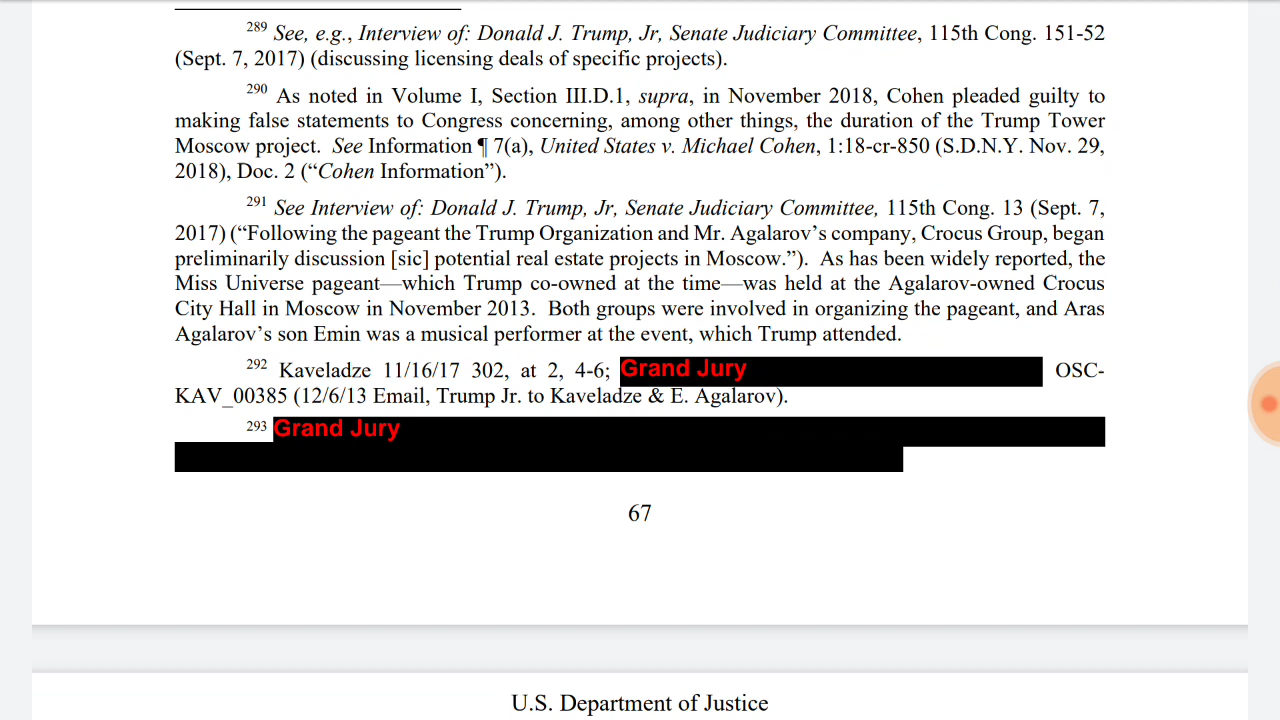 289 See, e.g., Interview of: Donald J. Trump, Jr, Senate Judiciary Committee, 115th Cong. 151-52
(Sept. 7, 2017) (discussing licensing deals of specific projects).
290 As noted in Volume I, Section III.D.1, supra, in November 2018, Cohen pleaded guilty to
making false statements to Congress concerning, among other things, the duration of the Trump Tower
Moscow project. See Information ¶ 7(a), United States v. Michael Cohen, 1:18-cr-850 (S.D.N.Y. Nov. 29,
2018), Doc. 2 (“Cohen Information”).
291 See Interview of: Donald J. Trump, Jr, Senate Judiciary Committee, 115th Cong. 13 (Sept. 7,
2017) (“Following the pageant the Trump Organization and Mr. Agalarov’s company, Crocus Group, began
preliminarily discussion [sic] potential real estate projects in Moscow.”). As has been widely reported, the
Miss Universe pageant—which Trump co-owned at the time—was held at the Agalarov-owned Crocus
City Hall in Moscow in November 2013. Both groups were involved in organizing the pageant, and Aras
Agalarov’s son Emin was a musical performer at the event, which Trump attended.
292 Kaveladze 11/16/17 302, at 2, 4-6; Grand Jury OSC-
KAV_00385 (12/6/13 Email, Trump Jr. to Kaveladze & E. Agalarov).
293 Grand Jury
67
U.S. Department of Justice